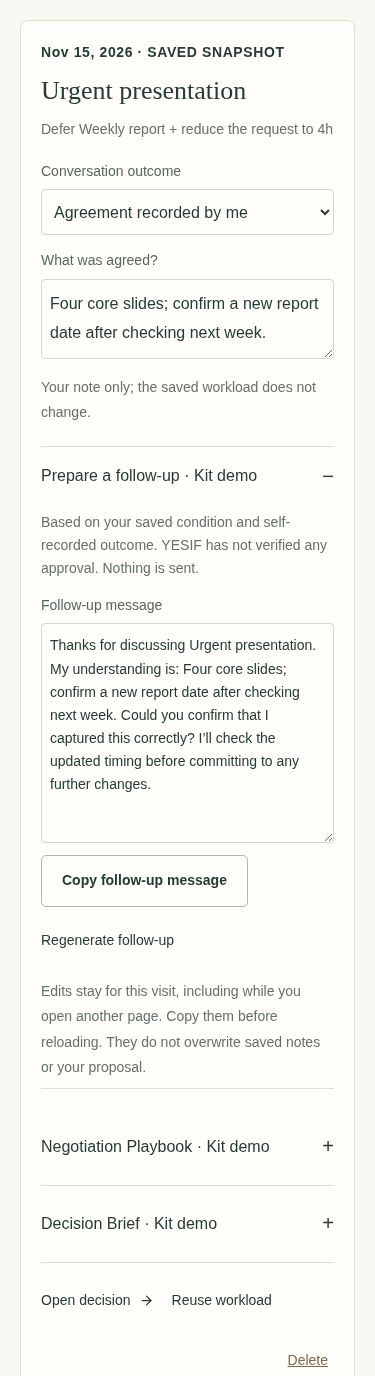 Nov 15, 2026 · SAVED SNAPSHOT
Urgent presentation
Defer Weekly report + reduce the request to 4h
Conversation outcome
Agreement recorded by me
What was agreed?
Four core slides; confirm a new report
date after checking next week.
Your note only; the saved workload does not
change.
Prepare a follow-up · Kit demo −
Based on your saved condition and self-
recorded outcome. YESIF has not verified any
approval. Nothing is sent.
Follow-up message
Thanks for discussing Urgent presentation.
My understanding is: Four core slides;
confirm a new report date after checking
next week. Could you confirm that I
captured this correctly? I’ll check the
updated timing before committing to any
further changes.
Copy follow-up message
Regenerate follow-up
Edits stay for this visit, including while you
open another page. Copy them before
reloading. They do not overwrite saved notes
or your proposal.
Negotiation Playbook · Kit demo +
Decision Brief · Kit demo +
Open decision → Reuse workload
Delete